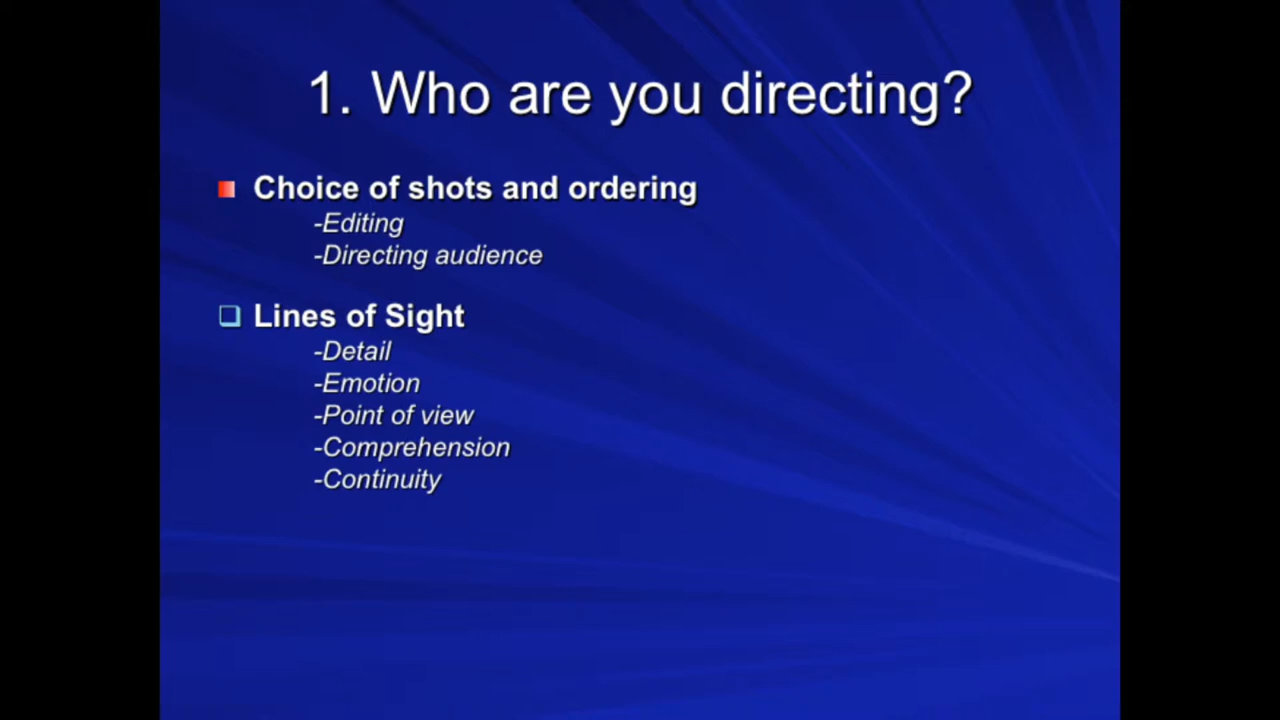 1. Who are you directing?
Choice of shots and ordering
-Editing
-Directing audience
Lines of Sight
-Detail
-Emotion
-Point of view
-Comprehension
-Continuity